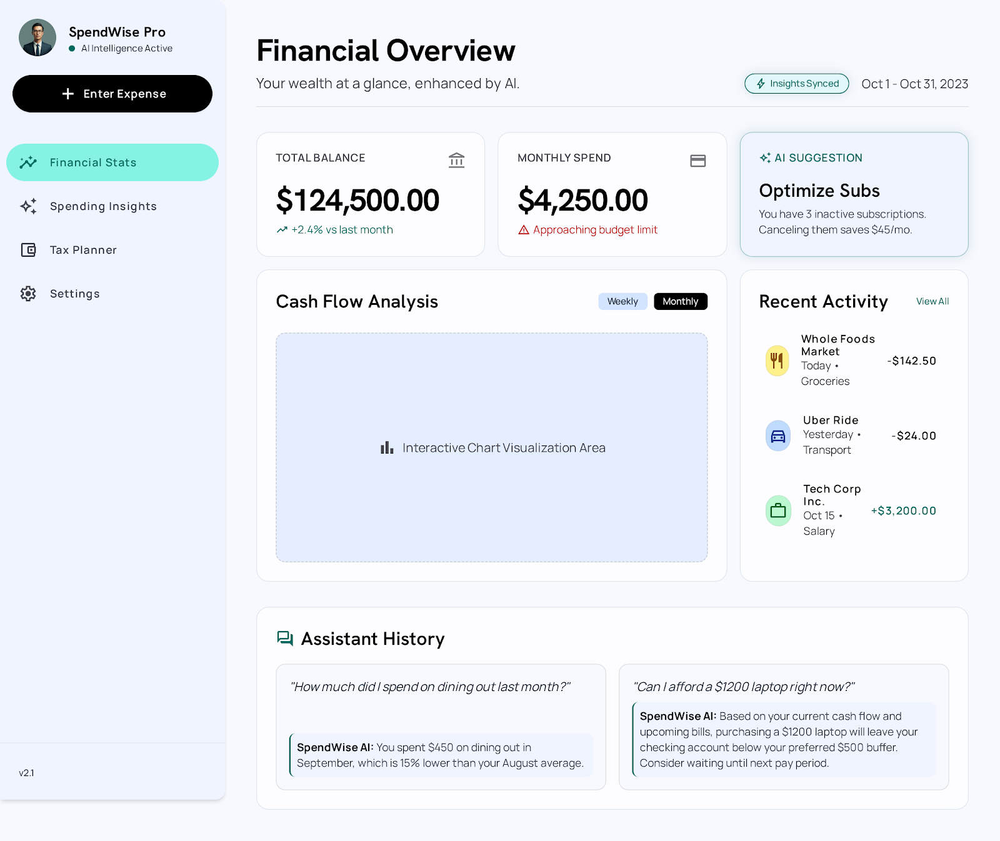 SpendWise Pro
AI Intelligence Active
Enter Expense
Financial Stats
Spending Insights
Tax Planner
Settings
v2.1
Financial Overview
Your wealth at a glance, enhanced by AI.
Insights Synced
Oct 1 - Oct 31, 2023
TOTAL BALANCE
$124,500.00
+2.4% vs last month
MONTHLY SPEND
$4,250.00
Approaching budget limit
AI SUGGESTION
Optimize Subs
You have 3 inactive subscriptions.
Canceling them saves $45/mo.
Cash Flow Analysis
Weekly
Monthly
Interactive Chart Visualization Area
Recent Activity
View All
Whole Foods
Market
Today •
Groceries
-$142.50
Uber Ride
Yesterday •
Transport
-$24.00
Tech Corp
Inc.
Oct 15 •
Salary
+$3,200.00
Assistant History
"How much did I spend on dining out last month?"
SpendWise AI: You spent $450 on dining out in
September, which is 15% lower than your August average.
"Can I afford a $1200 laptop right now?"
SpendWise AI: Based on your current cash flow and
upcoming bills, purchasing a $1200 laptop will leave your
checking account below your preferred $500 buffer.
Consider waiting until next pay period.